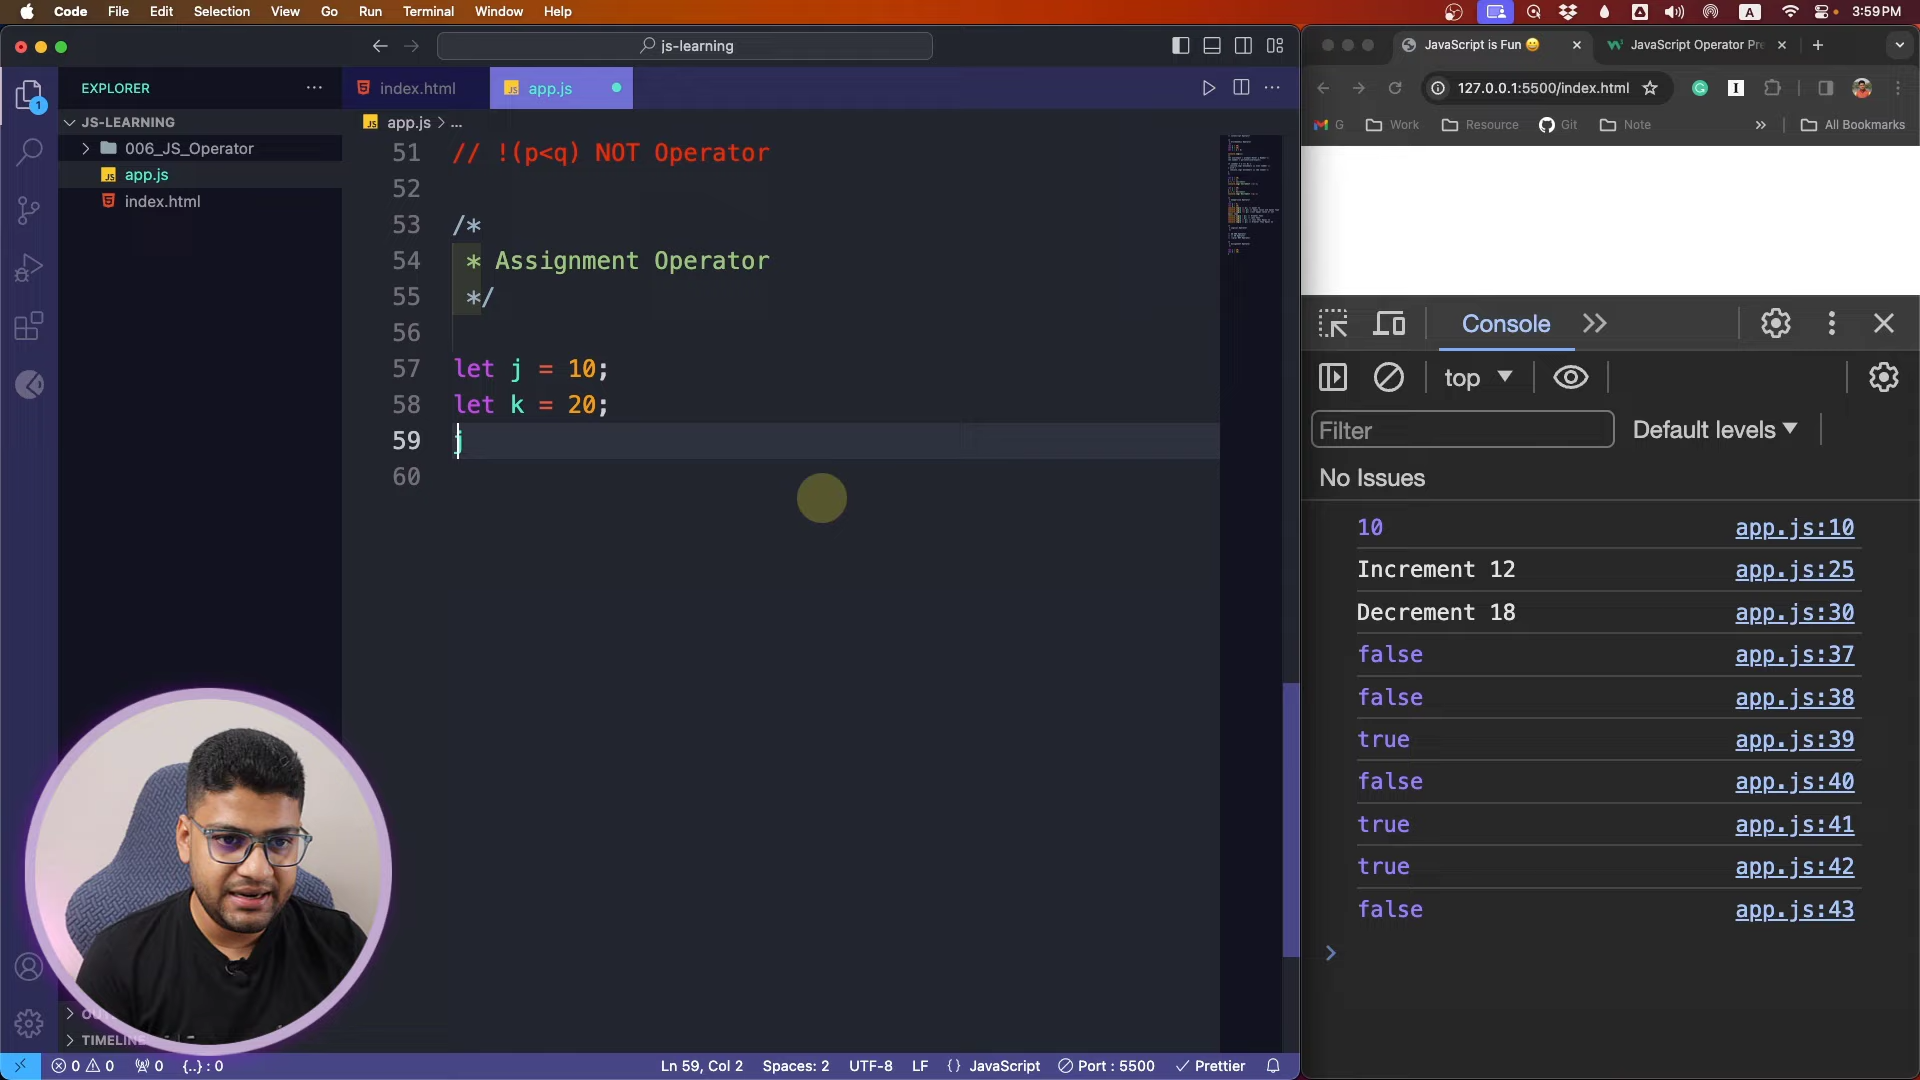 Code File Edit Selection View Go Run Terminal Window Help
A
3:59 PM
js-learning
EXPLORER
index.html
app.js
JS-LEARNING
006_JS_Operator
app.js
index.html
1
app.js > ...
51 // !(p<q) NOT Operator
52
53 /*
54 * Assignment Operator
55 */
56
57 let j = 10;
58 let k = 20;
59 j
60
TIMELINE
0 0 0 {..} : 0
Ln 59, Col 2 Spaces: 2 UTF-8 LF {} JavaScript Port : 5500 Prettier
JavaScript is Fun 😀
JavaScript Operator Pre
127.0.0.1:5500/index.html
G Work Resource Git Note » All Bookmarks
Console
top
Filter
Default levels
No Issues
10 app.js:10
Increment 12 app.js:25
Decrement 18 app.js:30
false app.js:37
false app.js:38
true app.js:39
false app.js:40
true app.js:41
true app.js:42
false app.js:43